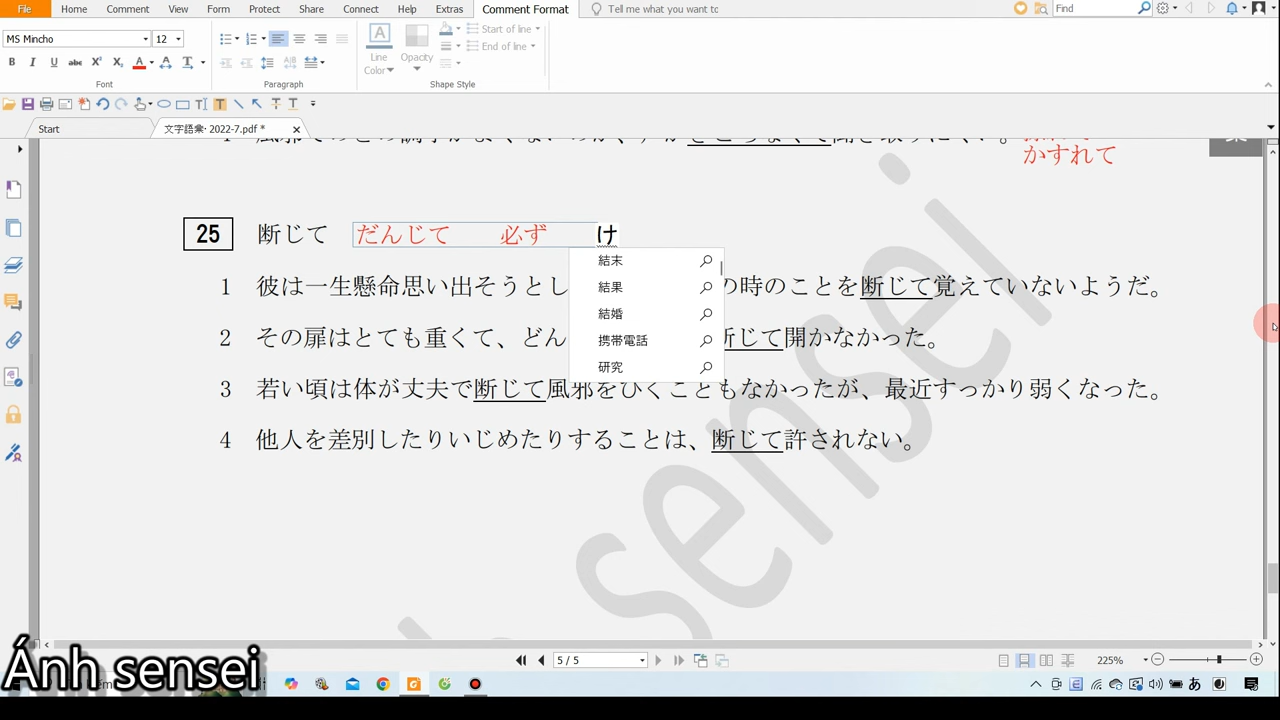 File Home Comment View Form Protect Share Connect Help Extras Comment Format Tell me what you want to Find
MS Mincho 12 Line Color Opacity Start of line
B I U abc X² X₂ A A T End of line
Font Paragraph Shape Style
Start 文字語彙· 2022-7.pdf *
かすれて
25 断じて だんじて 必ず け
結末
1 彼は一生懸命思い出そうとし の時のことを断じて覚えていないようだ。
結果
結婚
2 その扉はとても重くて、どん 断じて開かなかった。
携帯電話
研究
3 若い頃は体が丈夫で断じて風邪をひくこともなかったが、最近すっかり弱くなった。
4 他人を差別したりいじめたりすることは、断じて許されない。
sensei
5 / 5 225%
Ánh sensei
あ